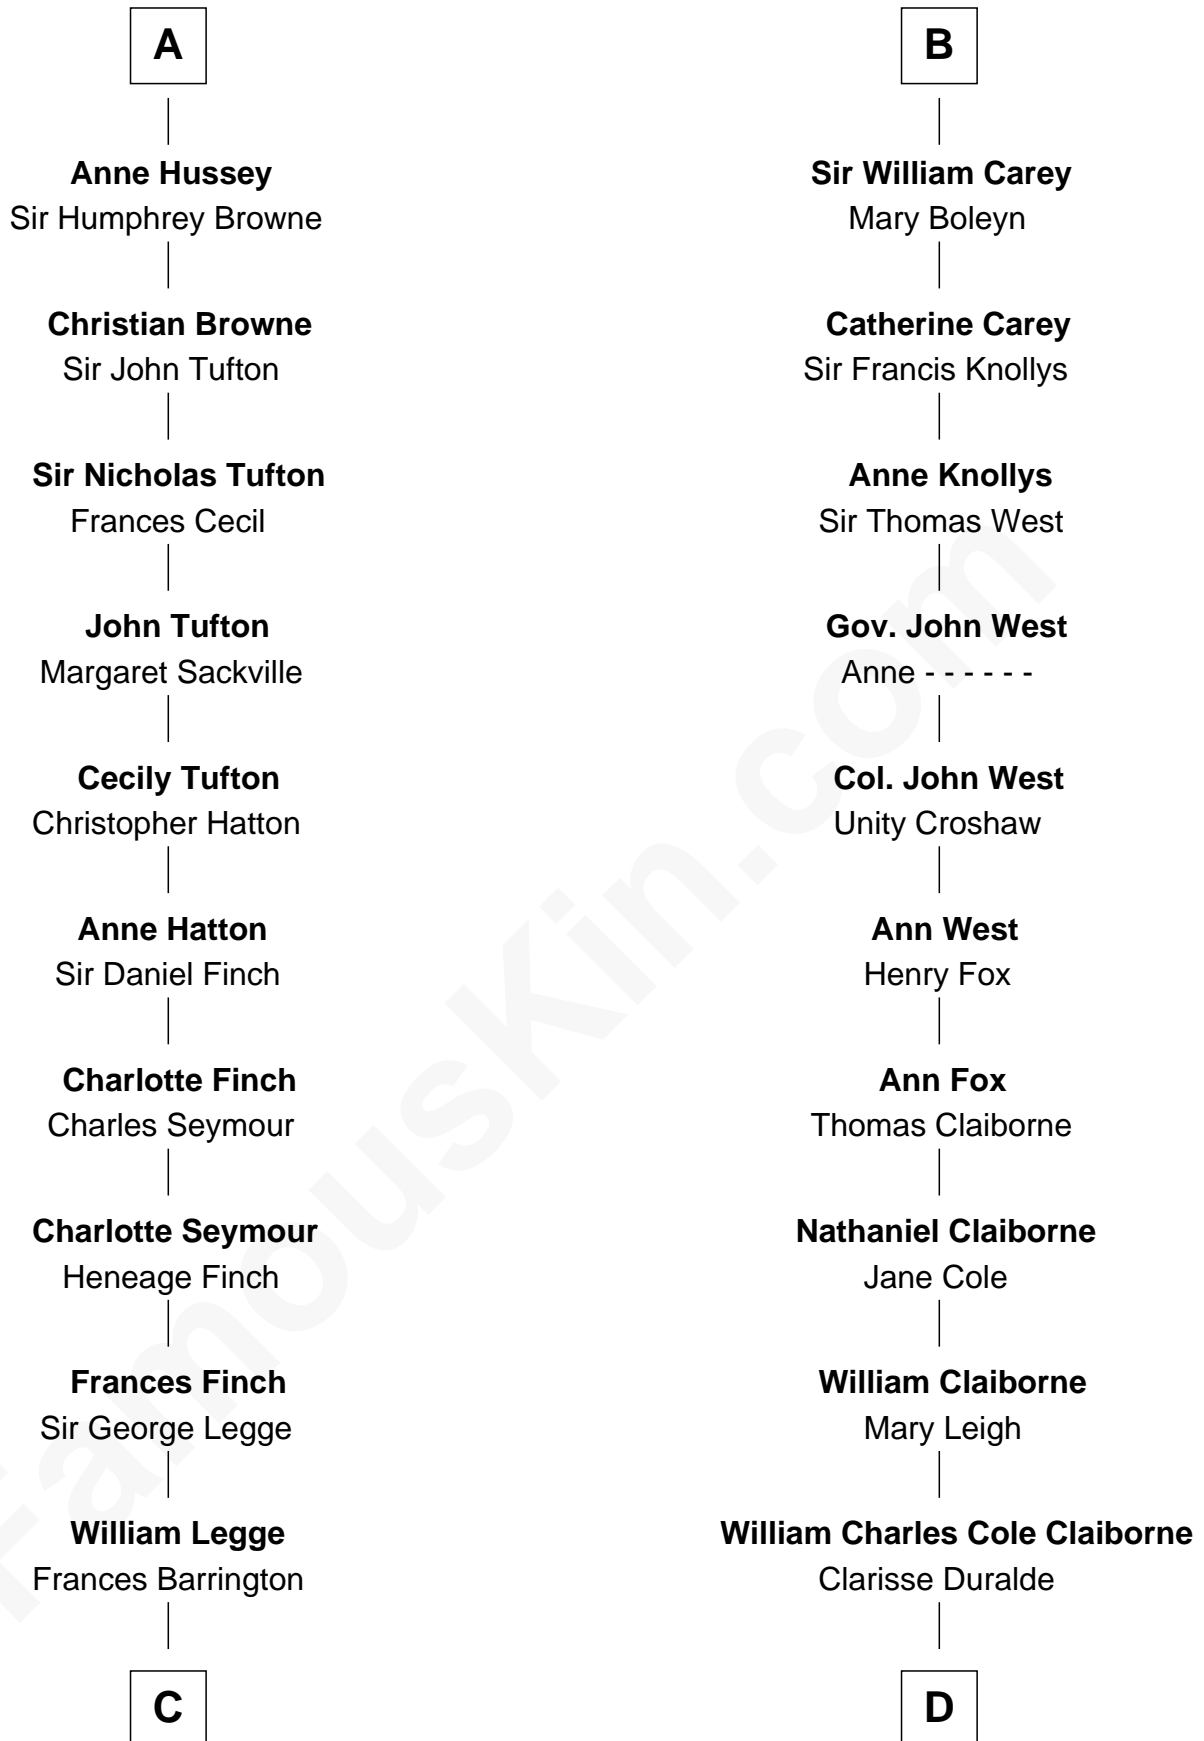 A
Anne Hussey
Sir Humphrey Browne
Christian Browne
Sir John Tufton
Sir Nicholas Tufton
Frances Cecil
John Tufton
Margaret Sackville
Cecily Tufton
Christopher Hatton
Anne Hatton
Sir Daniel Finch
Charlotte Finch
Charles Seymour
Charlotte Seymour
Heneage Finch
Frances Finch
Sir George Legge
William Legge
Frances Barrington
C
B
Sir William Carey
Mary Boleyn
Catherine Carey
Sir Francis Knollys
Anne Knollys
Sir Thomas West
Gov. John West
Anne - - - - - -
Col. John West
Unity Croshaw
Ann West
Henry Fox
Ann Fox
Thomas Claiborne
Nathaniel Claiborne
Jane Cole
William Claiborne
Mary Leigh
William Charles Cole Claiborne
Clarisse Duralde
D
FamousKin.com